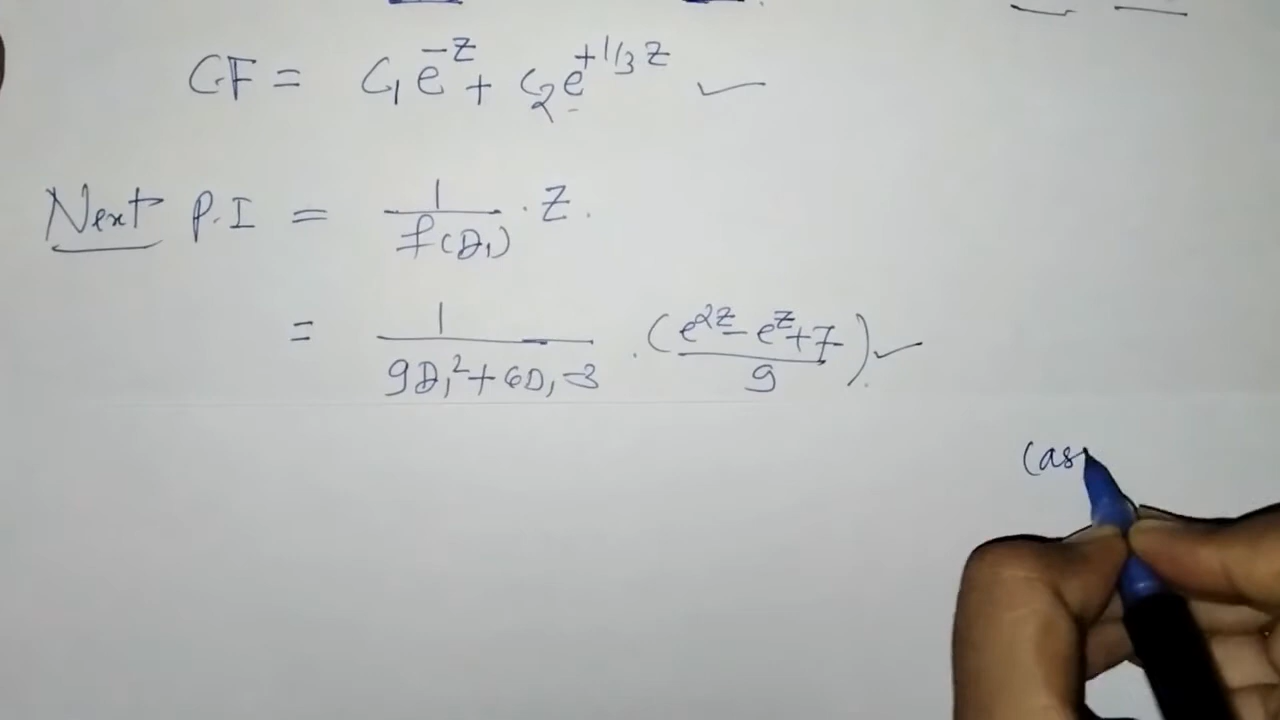 CF = C₁e^{-z} + C₂e^{+1/3 z} ✓
Next P.I = 1/f(D₁) . Z.
= 1/(9D₁² + 6D₁ - 3) . ((e^{2z} - e^{z} + 7)/9) ✓
(as